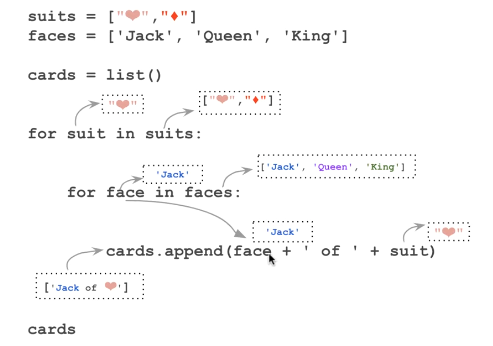 suits = ["❤","♦"]
faces = ['Jack', 'Queen', 'King']
cards = list()
"❤"
["❤","♦"]
for suit in suits:
'Jack'
['Jack', 'Queen', 'King']
for face in faces:
'Jack'
"❤"
cards.append(face + ' of ' + suit)
['Jack of ❤']
cards